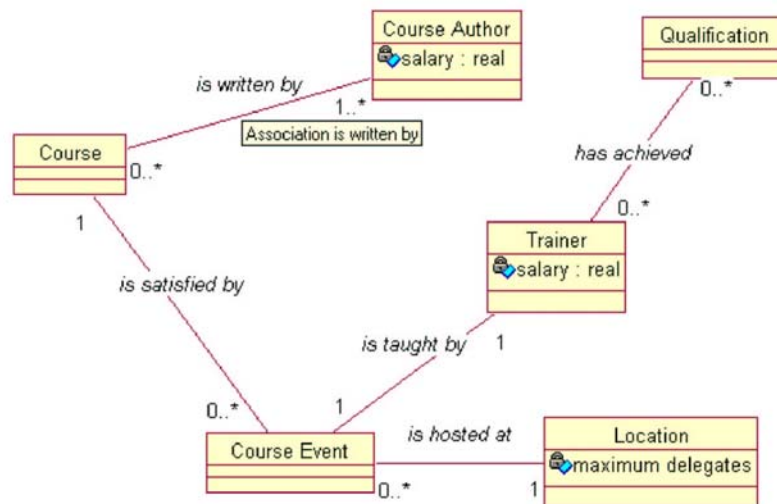 Course Author
salary : real
Qualification
0..*
is written by
1..*
Association is written by
Course
0..*
has achieved
1
0..*
Trainer
salary : real
is satisfied by
is taught by
1
0..*
1
Course Event
is hosted at
Location
maximum delegates
0..*
1